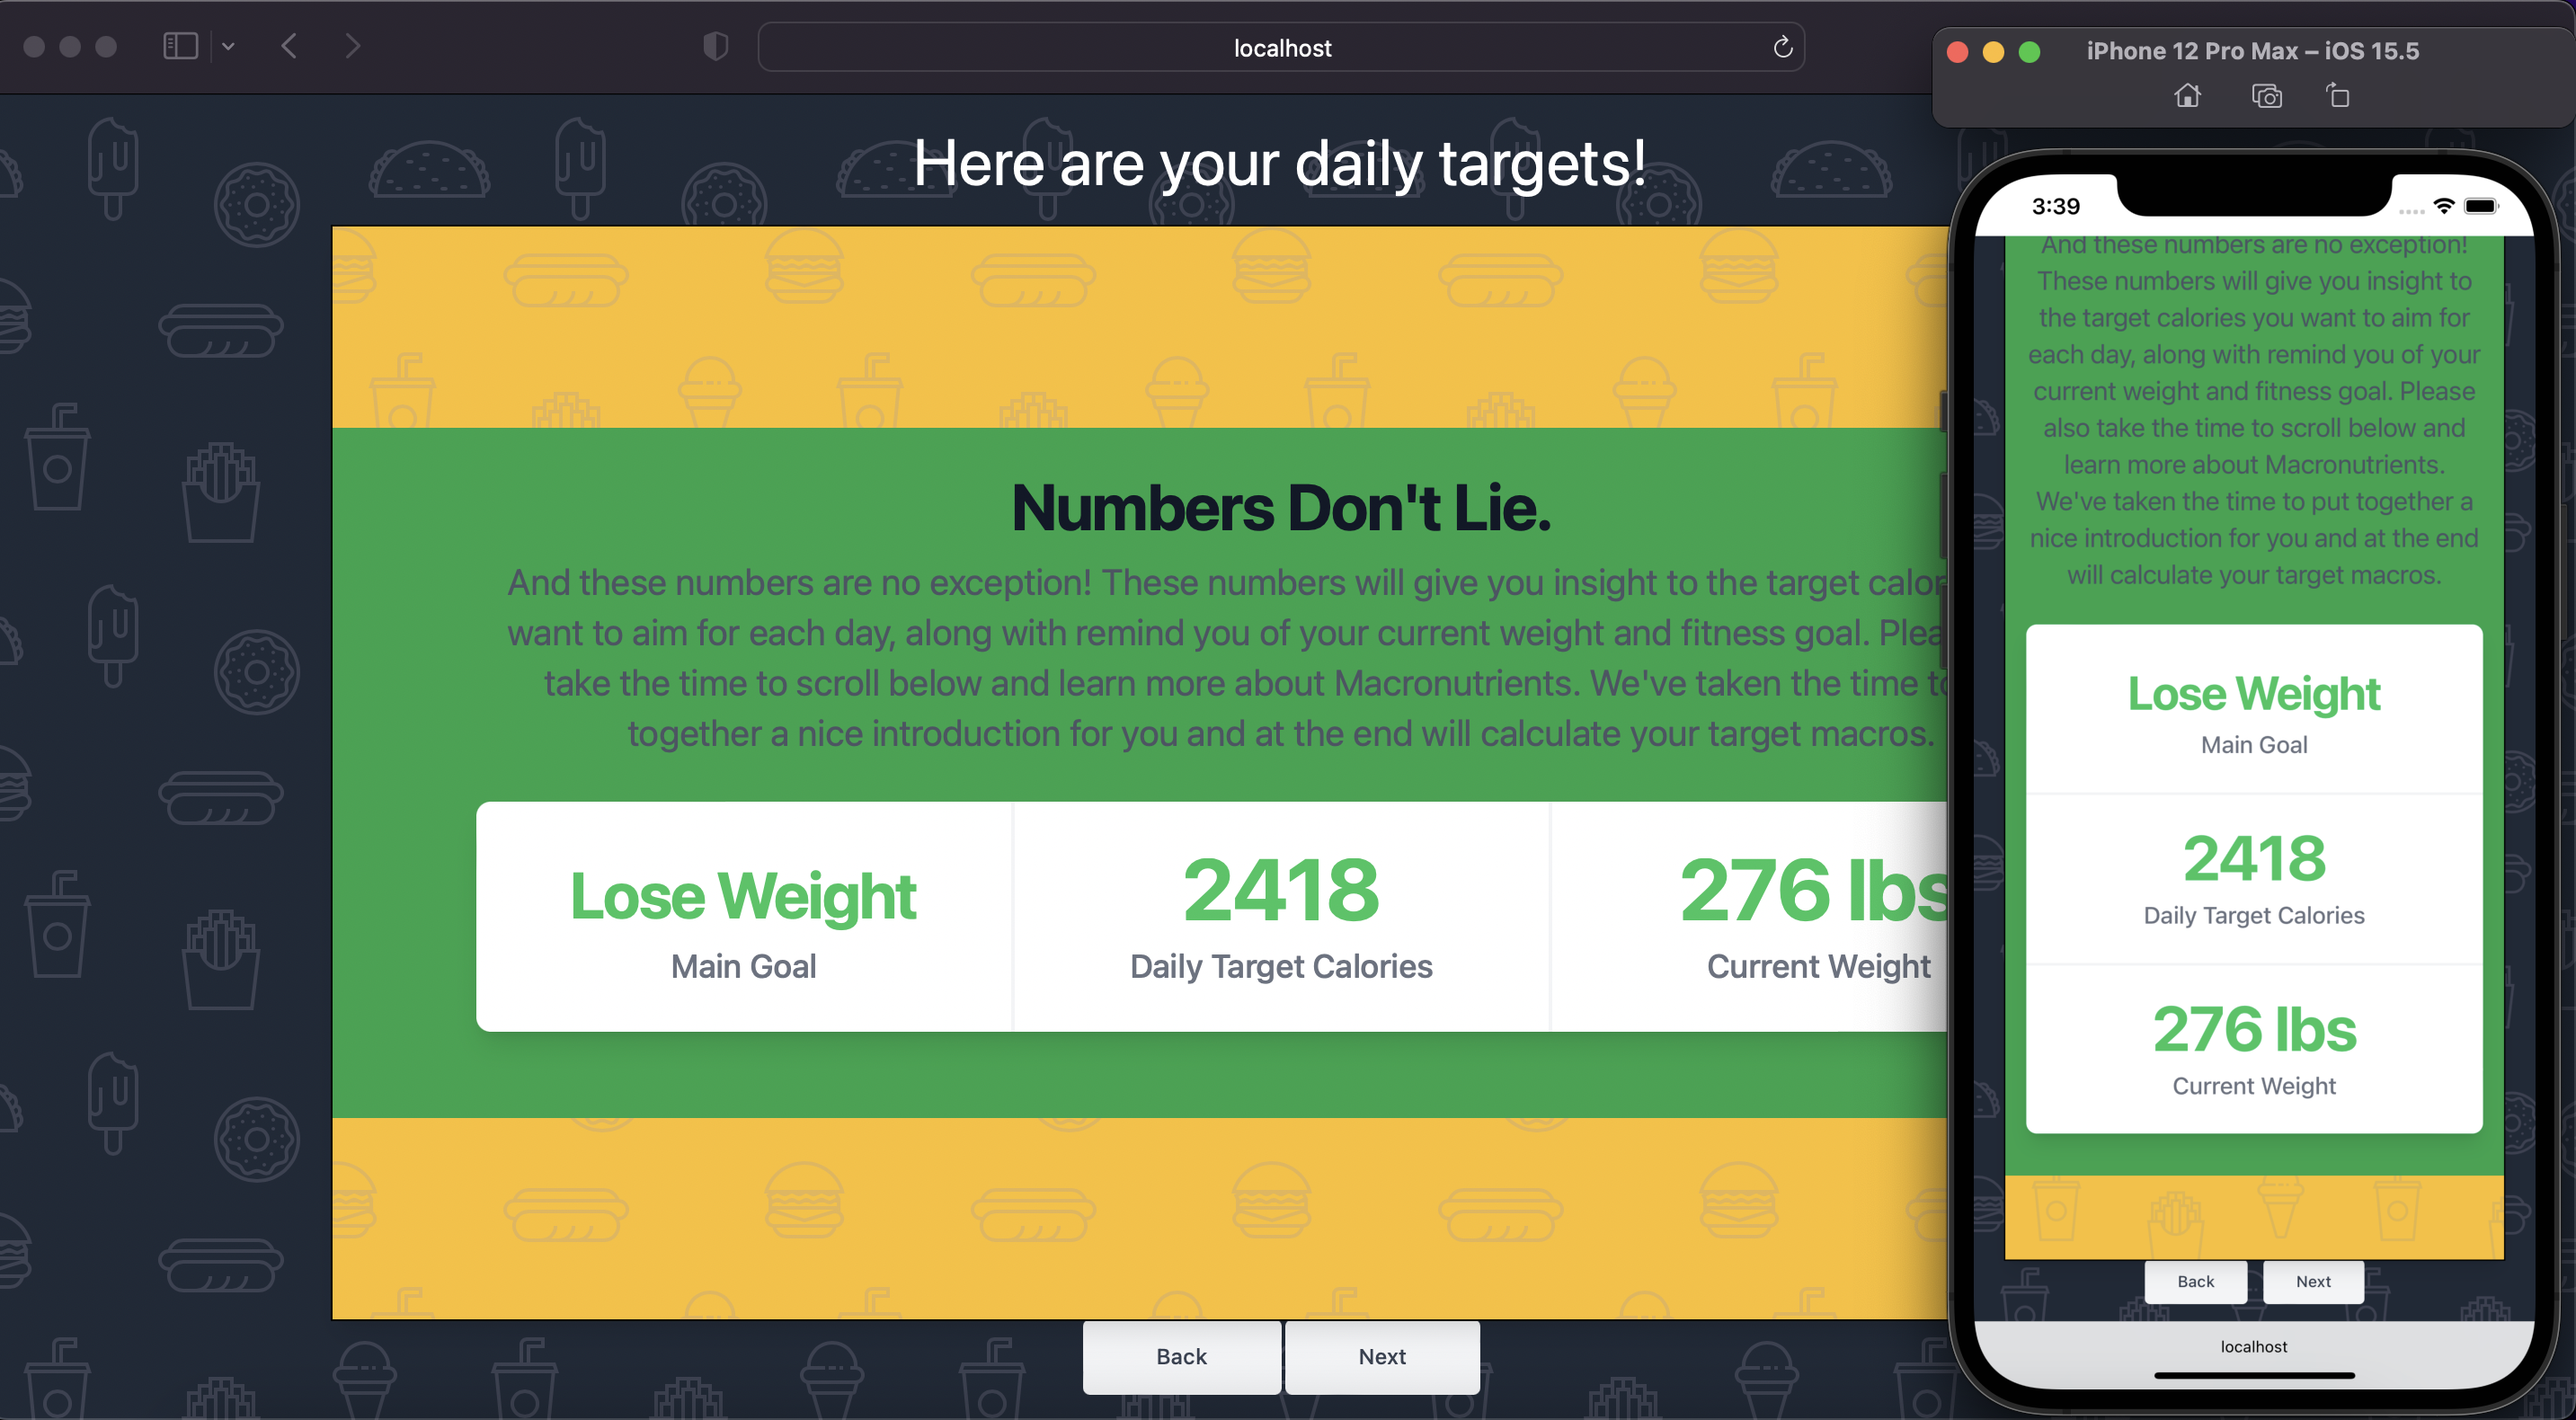 localhost
Here are your daily targets!
Numbers Don't Lie.
And these numbers are no exception! These numbers will give you insight to the target
want to aim for each day, along with remind you of your current weight and fitness goal.
take the time to scroll below and learn more about Macronutrients. We've taken the time
together a nice introduction for you and at the end will calculate your target macros.
Lose Weight
Main Goal
2418
Daily Target Calories
276 lbs
Current Weight
Back
Next
iPhone 12 Pro Max – iOS 15.5
3:39
And these numbers are no exception!
These numbers will give you insight to
the target calories you want to aim for
each day, along with remind you of your
current weight and fitness goal. Please
also take the time to scroll below and
learn more about Macronutrients.
We've taken the time to put together a
nice introduction for you and at the end
will calculate your target macros.
Lose Weight
Main Goal
2418
Daily Target Calories
276 lbs
Current Weight
Back
Next
localhost